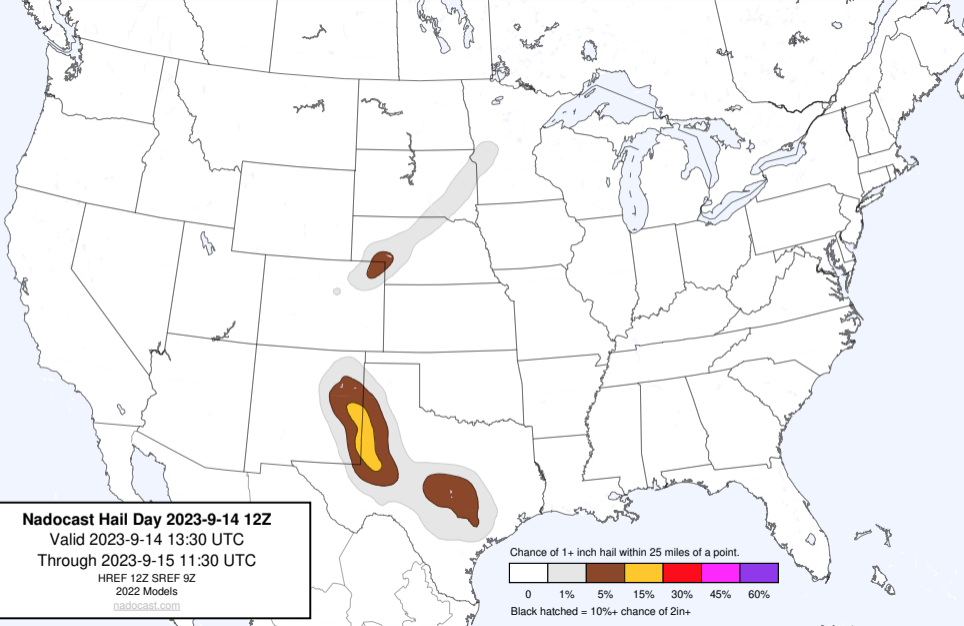 Nadocast Hail Day 2023-9-14 12Z
Valid 2023-9-14 13:30 UTC
Through 2023-9-15 11:30 UTC
HREF 12Z SREF 9Z
2022 Models
nadocast.com
Chance of 1+ inch hail within 25 miles of a point.
0 1% 5% 15% 30% 45% 60%
Black hatched = 10%+ chance of 2in+